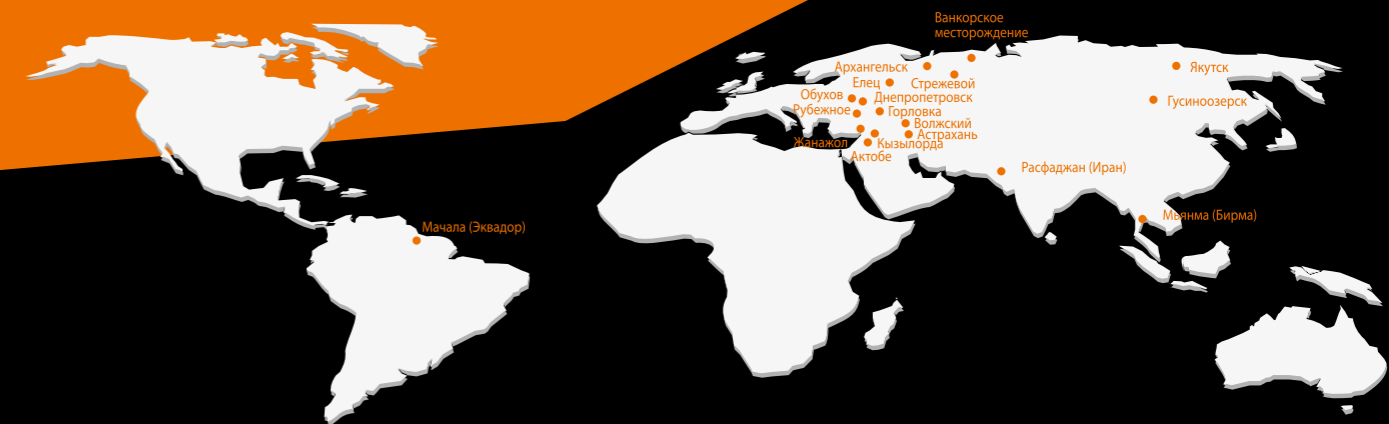 Ванкорское
месторождение
Архангельск
Якутск
Елец
Стрежевой
Обухов
Днепропетровск
Гусиноозерск
Рубежное
Горловка
Волжский
Астрахань
Жанажол
Кызылорда
Актобе
Расфаджан (Иран)
Мьянма (Бирма)
Мачала (Эквадор)